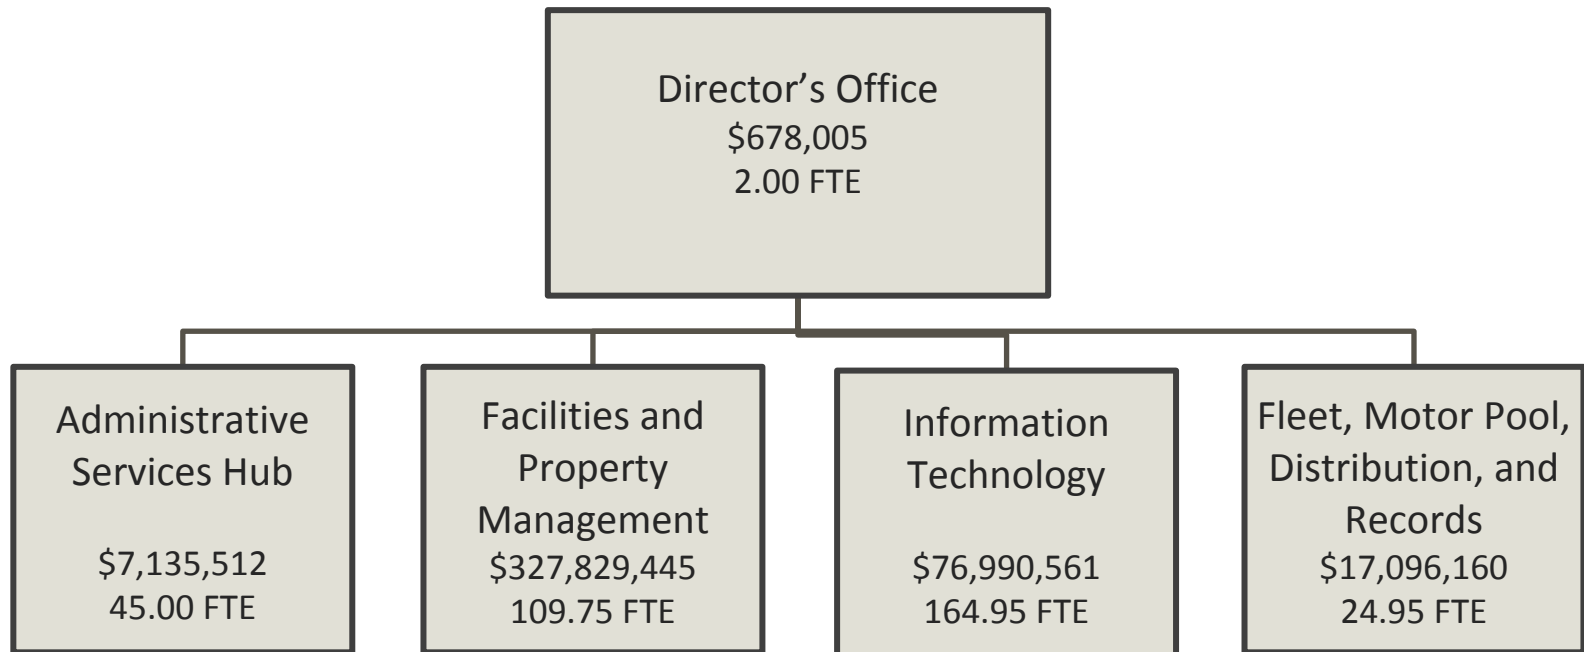 Director’s Office
$678,005
2.00 FTE
Administrative
Services Hub
$7,135,512
45.00 FTE
Facilities and
Property
Management
$327,829,445
109.75 FTE
Information
Technology
$76,990,561
164.95 FTE
Fleet, Motor Pool,
Distribution, and
Records
$17,096,160
24.95 FTE